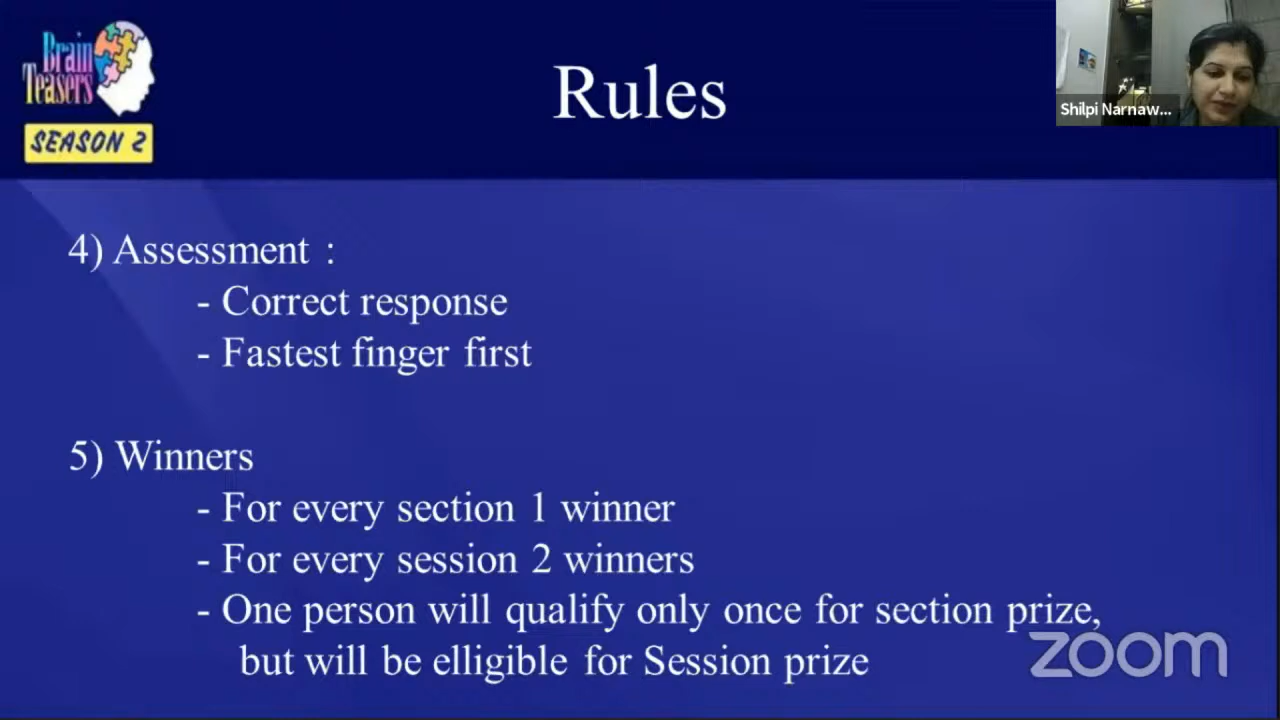 Brain
Teasers
SEASON 2
Rules
Shilpi Narnaw...
4) Assessment :
- Correct response
- Fastest finger first
5) Winners
- For every section 1 winner
- For every session 2 winners
- One person will qualify only once for section prize,
but will be elligible for Session prize
zoom